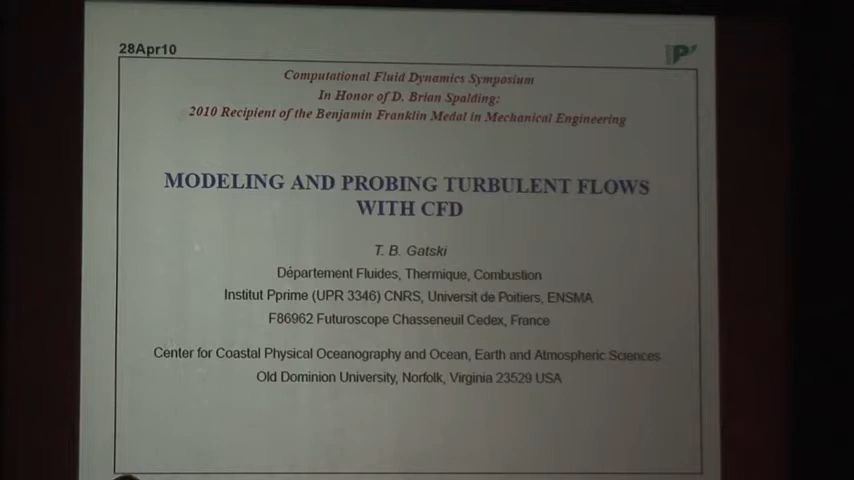 28Apr10
P'
Computational Fluid Dynamics Symposium
In Honor of D. Brian Spalding:
2010 Recipient of the Benjamin Franklin Medal in Mechanical Engineering
MODELING AND PROBING TURBULENT FLOWS
WITH CFD
T. B. Gatski
Département Fluides, Thermique, Combustion
Institut Pprime (UPR 3346) CNRS, Universit de Poitiers, ENSMA
F86962 Futuroscope Chasseneuil Cedex, France
Center for Coastal Physical Oceanography and Ocean, Earth and Atmospheric Sciences
Old Dominion University, Norfolk, Virginia 23529 USA